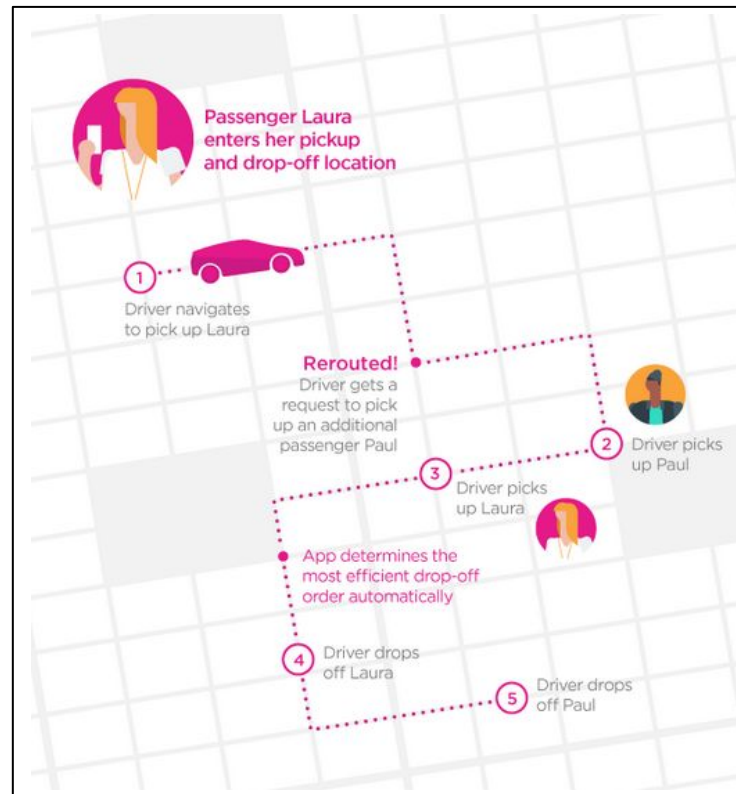 Passenger Laura
enters her pickup
and drop-off location
1
Driver navigates
to pick up Laura
Rerouted!
Driver gets a
request to pick
up an additional
passenger Paul
2
Driver picks
up Paul
3
Driver picks
up Laura
App determines the
most efficient drop-off
order automatically
4
Driver drops
off Laura
5
Driver drops
off Paul